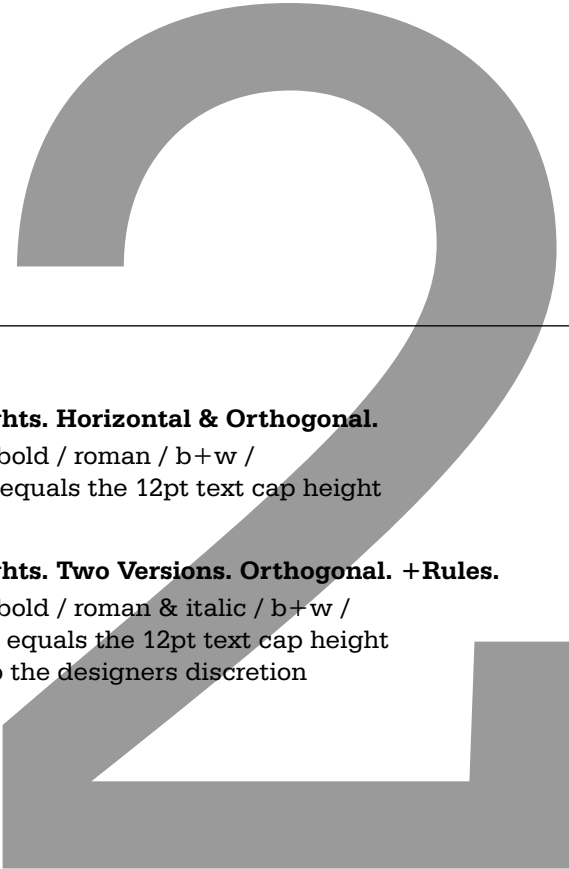 2
hts. Horizontal & Orthogonal.
bold / roman / b+w /
equals the 12pt text cap height
hts. Two Versions. Orthogonal. +Rules.
bold / roman & italic / b+w /
equals the 12pt text cap height
the designers discretion